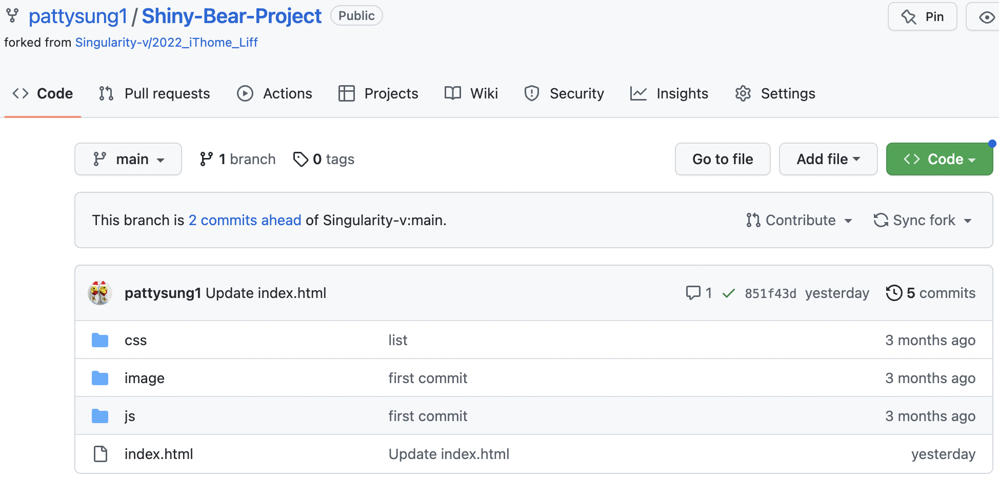 pattysung1 / Shiny-Bear-Project Public Pin
forked from Singularity-v/2022_iThome_Liff
Code Pull requests Actions Projects Wiki Security Insights Settings
main 1 branch 0 tags Go to file Add file Code
This branch is 2 commits ahead of Singularity-v:main. Contribute Sync fork
pattysung1 Update index.html 1 851f43d yesterday 5 commits
css list 3 months ago
image first commit 3 months ago
js first commit 3 months ago
index.html Update index.html yesterday